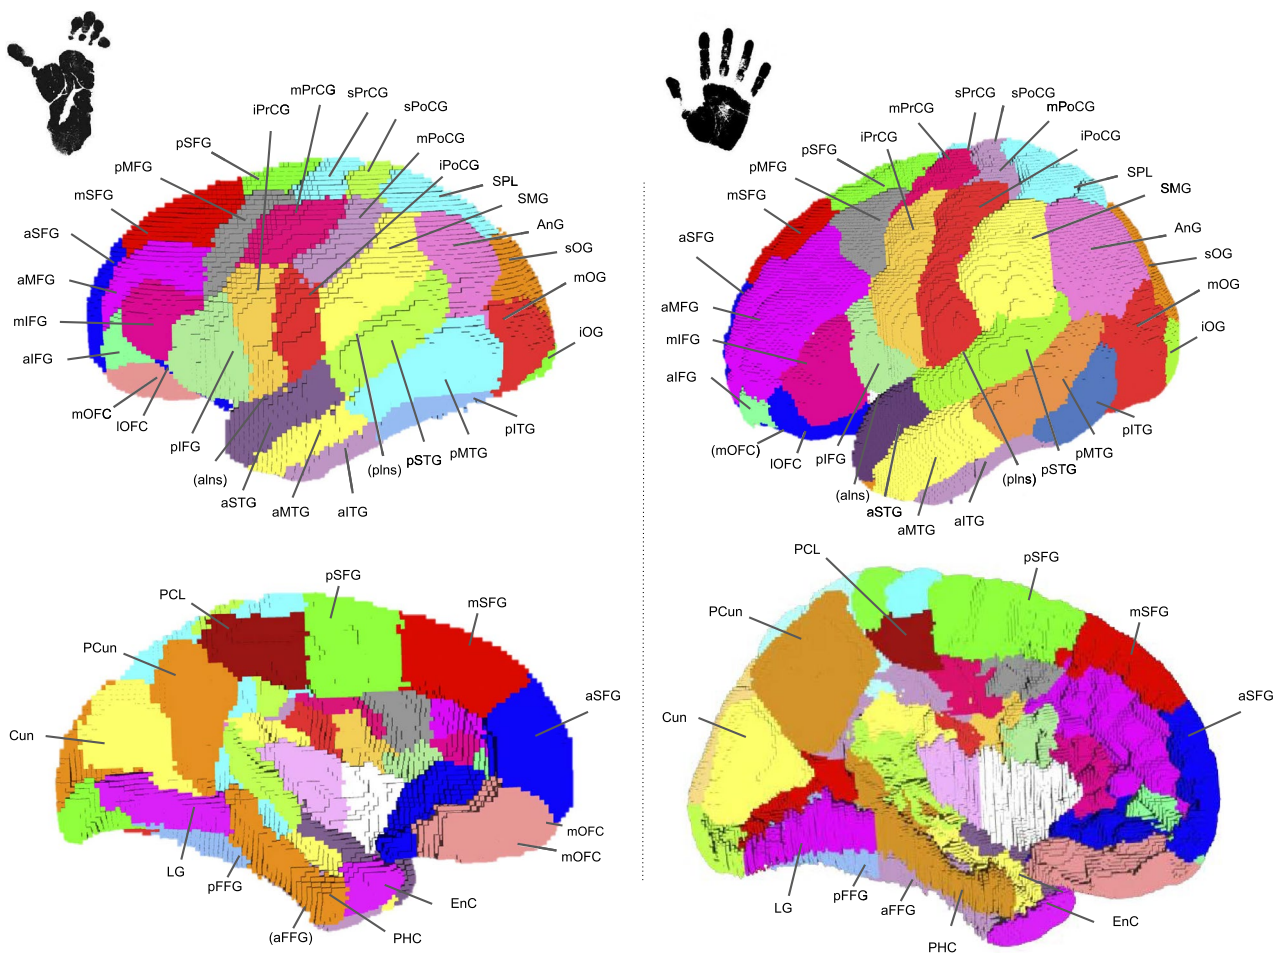 mPrCG
sPrCG
iPrCG
sPoCG
pSFG
mPoCG
pMFG
iPoCG
mSFG
SPL
SMG
aSFG
AnG
sOG
aMFG
mOG
mIFG
iOG
aIFG
mOFC
lOFC
pIFG
(aIns)
aSTG
aMTG
aITG
(pIns)
pSTG
pMTG
pITG
sPrCG
sPoCG
mPrCG
mPoCG
iPrCG
iPoCG
pSFG
pMFG
SPL
mSFG
SMG
aSFG
AnG
sOG
aMFG
mOG
mIFG
iOG
aIFG
(mOFC)
lOFC
pIFG
(aIns)
aSTG
aMTG
aITG
(pIns)
pSTG
pMTG
pITG
pSFG
PCL
mSFG
PCun
aSFG
Cun
mOFC
mOFC
LG
pFFG
EnC
(aFFG)
PHC
PCL
pSFG
PCun
mSFG
aSFG
Cun
LG
pFFG
aFFG
PHC
EnC